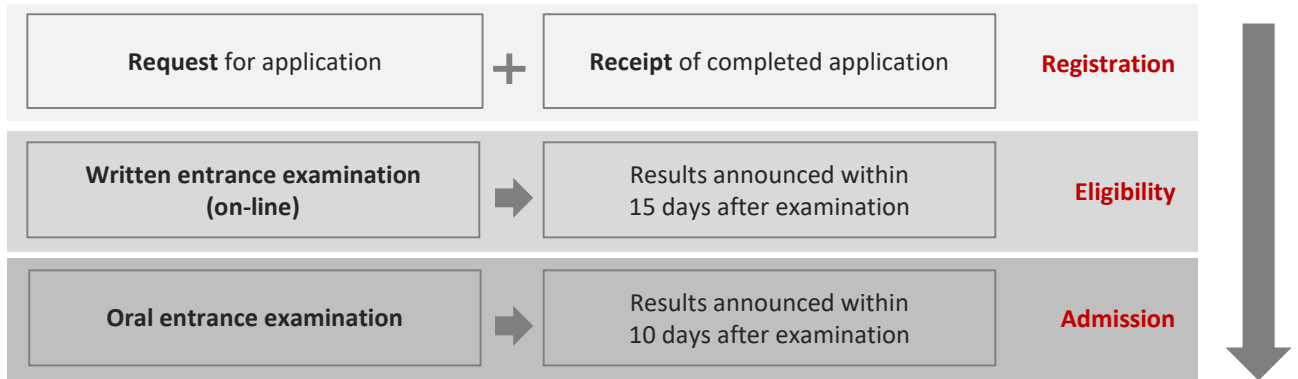 Request for application
+
Receipt of completed application
Registration
Written entrance examination
(on-line)
Results announced within
15 days after examination
Eligibility
Oral entrance examination
Results announced within
10 days after examination
Admission